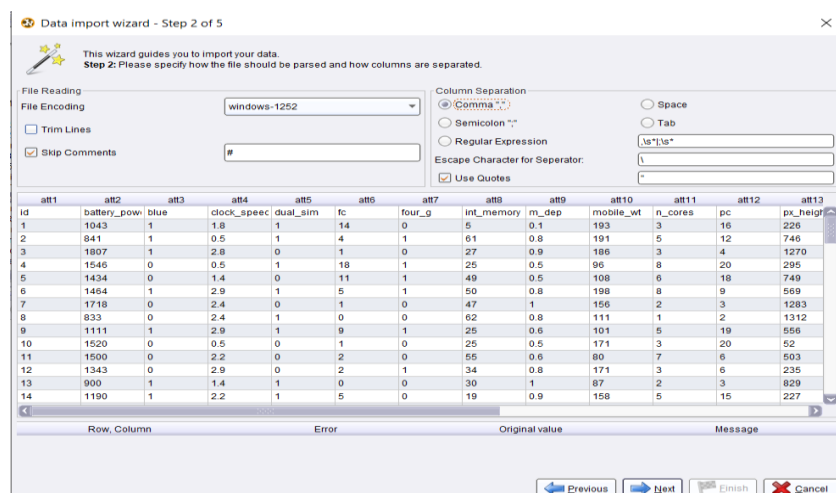 Data import wizard - Step 2 of 5
This wizard guides you to import your data.
Step 2: Please specify how the file should be parsed and how columns are separated.
File Reading
File Encoding windows-1252
Trim Lines
Skip Comments #
Column Separation
Comma "," Space
Semicolon ";" Tab
Regular Expression ,\s*|;\s*
Escape Character for Seperator: \
Use Quotes "
att1 att2 att3 att4 att5 att6 att7 att8 att9 att10 att11 att12 att13
id battery_pow blue clock_speed dual_sim fc four_g int_memory m_dep mobile_wt n_cores pc px_heigh
1 1043 1 1.8 1 14 0 5 0.1 193 3 16 226
2 841 1 0.5 1 4 1 61 0.8 191 5 12 746
3 1807 1 2.8 0 1 0 27 0.9 186 3 4 1270
4 1546 0 0.5 1 18 1 25 0.5 96 8 20 295
5 1434 0 1.4 0 11 1 49 0.5 108 6 18 749
6 1464 1 2.9 1 5 1 50 0.8 198 8 9 569
7 1718 0 2.4 0 1 0 47 1 156 2 3 1283
8 833 0 2.4 1 0 0 62 0.8 111 1 2 1312
9 1111 1 2.9 1 9 1 25 0.6 101 5 19 556
10 1520 0 0.5 0 1 0 25 0.5 171 3 20 52
11 1500 0 2.2 0 2 0 55 0.6 80 7 6 503
12 1343 0 2.9 0 2 1 34 0.8 171 3 6 235
13 900 1 1.4 1 0 0 30 1 87 2 3 829
14 1190 1 2.2 1 5 0 19 0.9 158 5 15 227
Row, Column Error Original value Message
Previous Next Finish Cancel